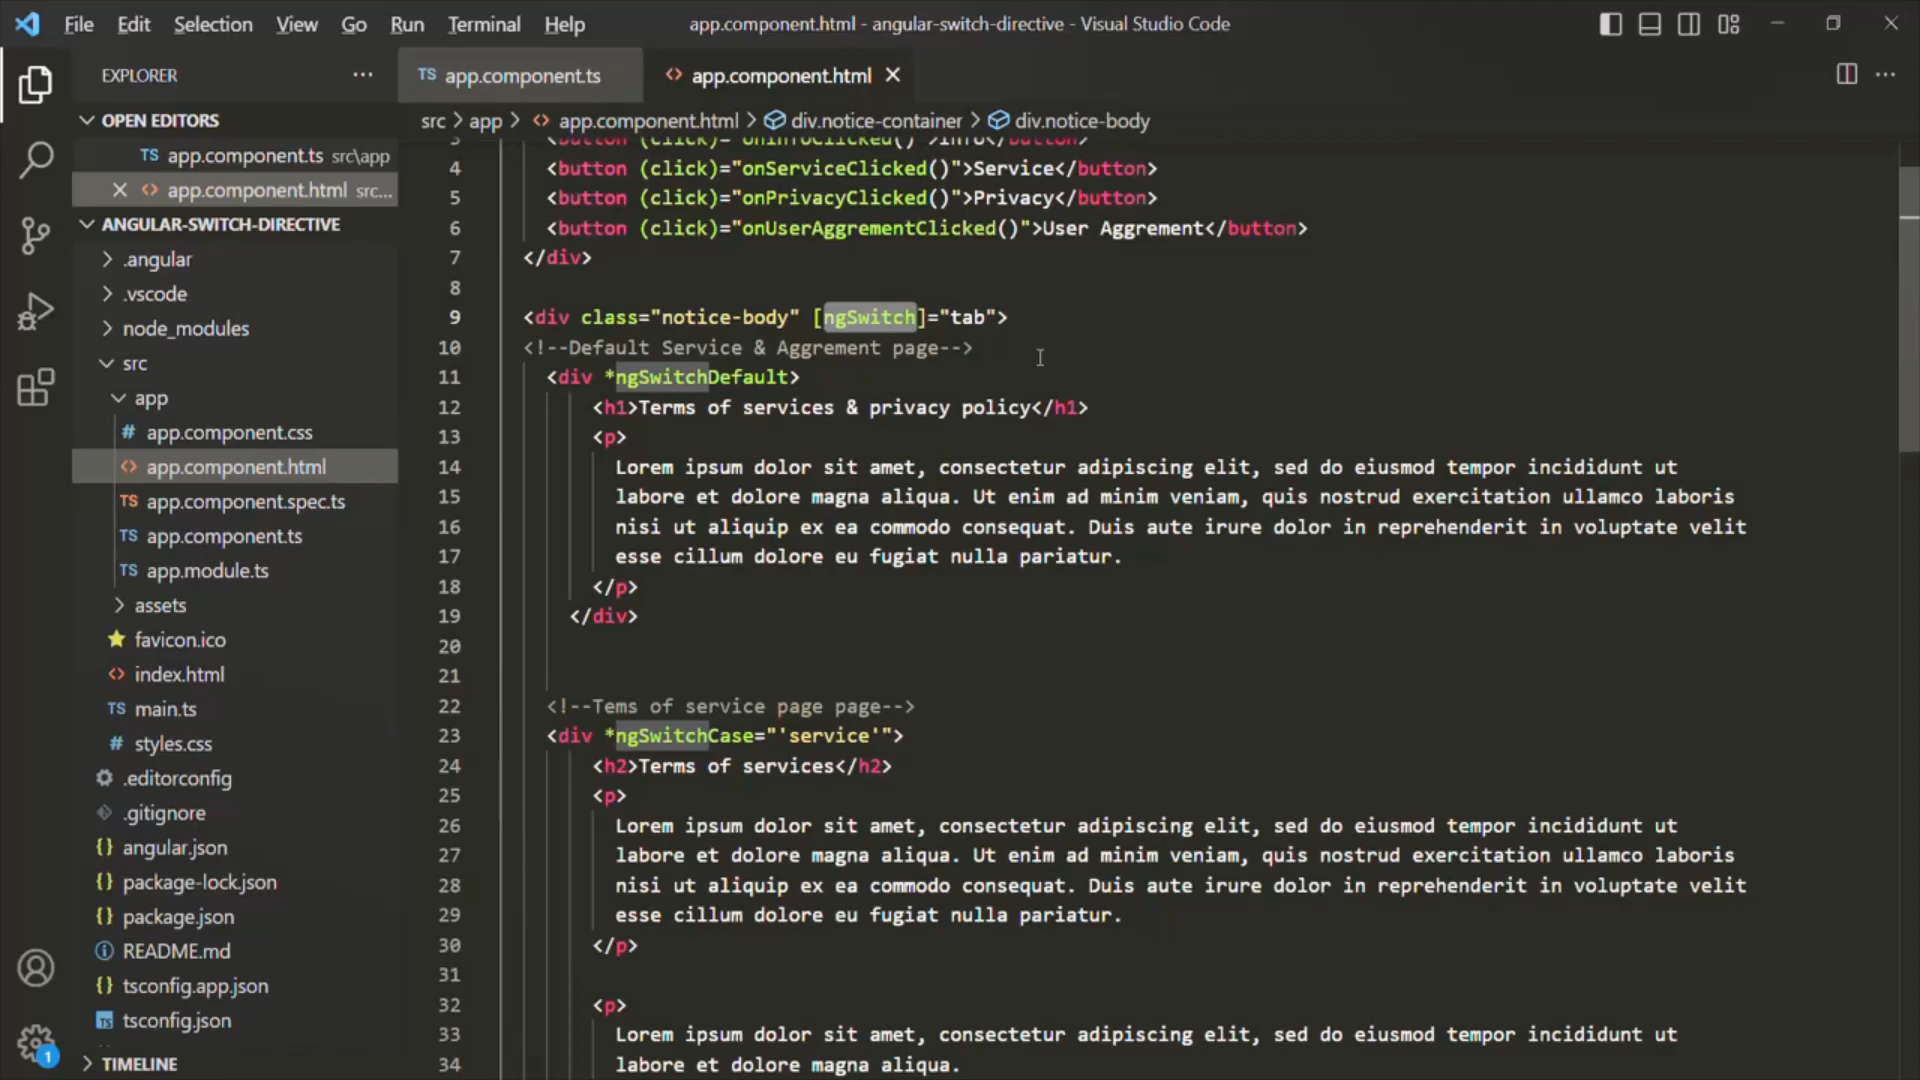 File Edit Selection View Go Run Terminal Help
app.component.html - angular-switch-directive - Visual Studio Code
EXPLORER
OPEN EDITORS
TS app.component.ts src\app
<> app.component.html src...
ANGULAR-SWITCH-DIRECTIVE
.angular
.vscode
node_modules
src
app
# app.component.css
<> app.component.html
TS app.component.spec.ts
TS app.component.ts
TS app.module.ts
assets
favicon.ico
<> index.html
TS main.ts
# styles.css
.editorconfig
.gitignore
{} angular.json
{} package-lock.json
{} package.json
README.md
{} tsconfig.app.json
TS tsconfig.json
TIMELINE
1
TS app.component.ts
<> app.component.html
src > app > <> app.component.html > div.notice-container > div.notice-body
3 <button (click)="onInfoClicked()">Info</button>
4 <button (click)="onServiceClicked()">Service</button>
5 <button (click)="onPrivacyClicked()">Privacy</button>
6 <button (click)="onUserAggrementClicked()">User Aggrement</button>
7 </div>
8
9 <div class="notice-body" [ngSwitch]="tab">
10 <!--Default Service & Aggrement page-->
11 <div *ngSwitchDefault>
12 <h1>Terms of services & privacy policy</h1>
13 <p>
14 Lorem ipsum dolor sit amet, consectetur adipiscing elit, sed do eiusmod tempor incididunt ut
15 labore et dolore magna aliqua. Ut enim ad minim veniam, quis nostrud exercitation ullamco laboris
16 nisi ut aliquip ex ea commodo consequat. Duis aute irure dolor in reprehenderit in voluptate velit
17 esse cillum dolore eu fugiat nulla pariatur.
18 </p>
19 </div>
20
21
22 <!--Tems of service page page-->
23 <div *ngSwitchCase="'service'">
24 <h2>Terms of services</h2>
25 <p>
26 Lorem ipsum dolor sit amet, consectetur adipiscing elit, sed do eiusmod tempor incididunt ut
27 labore et dolore magna aliqua. Ut enim ad minim veniam, quis nostrud exercitation ullamco laboris
28 nisi ut aliquip ex ea commodo consequat. Duis aute irure dolor in reprehenderit in voluptate velit
29 esse cillum dolore eu fugiat nulla pariatur.
30 </p>
31
32 <p>
33 Lorem ipsum dolor sit amet, consectetur adipiscing elit, sed do eiusmod tempor incididunt ut
34 labore et dolore magna aliqua.